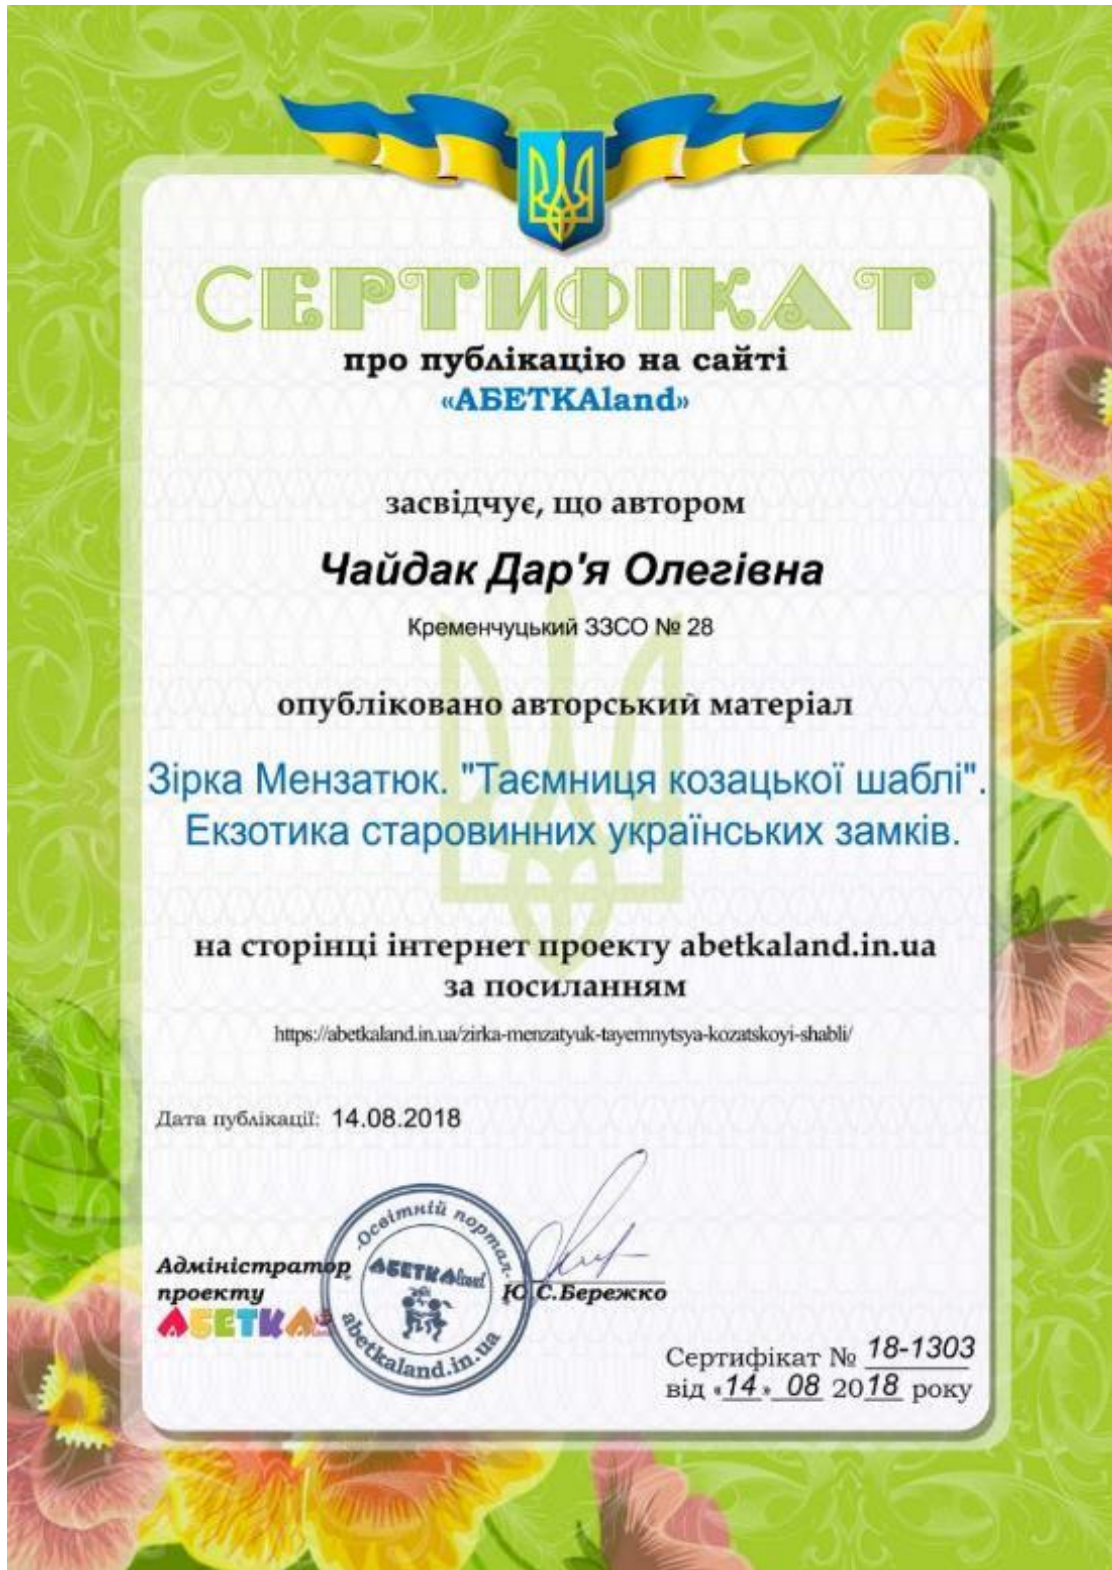 СЕРТИФІКАТ
про публікацію на сайті
«АБЕТКАland»
засвідчує, що автором
Чайдак Дар'я Олегівна
Кременчуцький ЗЗСО № 28
опубліковано авторський матеріал
Зірка Мензатюк. "Таємниця козацької шаблі".
Екзотика старовинних українських замків.
на сторінці інтернет проекту abetkaland.in.ua
за посиланням
https://abetkaland.in.ua/zirka-menzatyuk-tayemnytsya-kozatskoyi-shabli/
Дата публікації: 14.08.2018
Адміністратор
проекту
АБЕТКА
Освітній портал
АБЕТКАland
abetkaland.in.ua
Ю.С.Бережко
Сертифікат № 18-1303
від «14» 08 2018 року